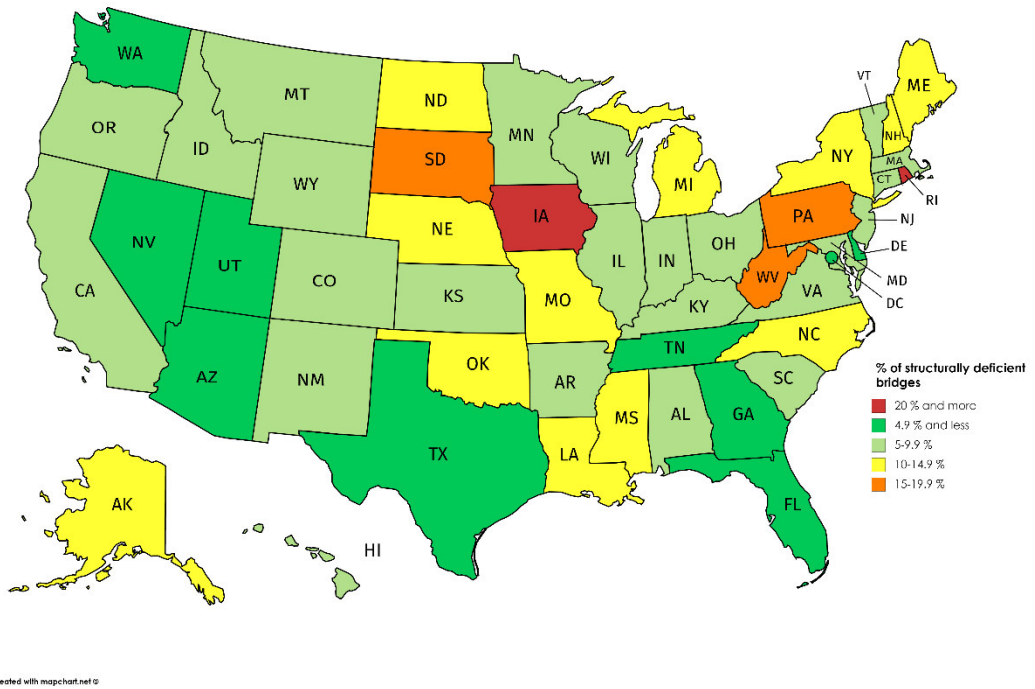 WA
MT
ND
VT
ME
OR
MN
ID
SD
WI
NY
NH
MA
CT
WY
MI
RI
IA
PA
NJ
NE
NV
OH
DE
UT
IL
IN
CA
CO
WV
MD
KS
MO
VA
DC
KY
NC
TN
OK
AZ
NM
AR
SC
MS
AL
GA
TX
LA
FL
AK
HI
% of structurally deficient
bridges
20 % and more
4.9 % and less
5-9.9 %
10-14.9 %
15-19.9 %
eated with mapchart.net ©